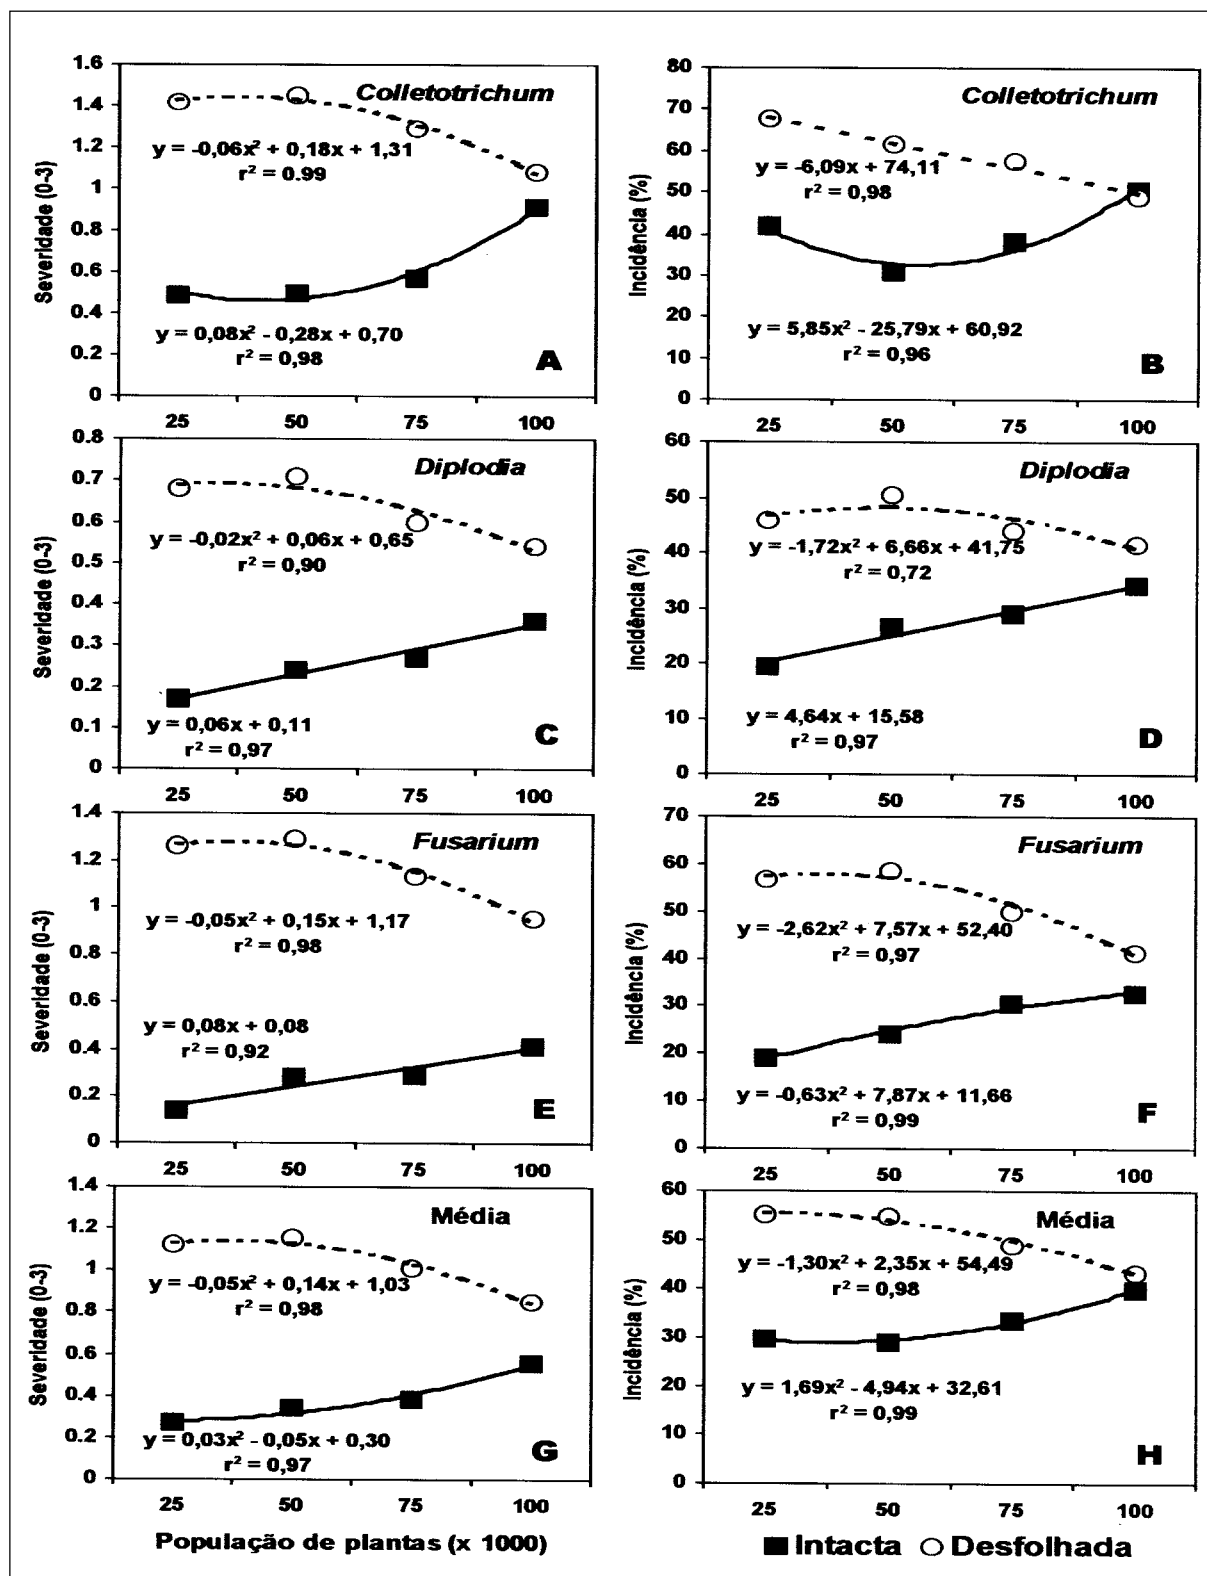 Colletotrichum
y = -0,06x² + 0,18x + 1,31
r² = 0.99
y = 0,08x² - 0,28x + 0,70
r² = 0,98
A
Severidade (0-3)
1.6
1.4
1.2
1
0.8
0.6
0.4
0.2
0
25 50 75 100
Colletotrichum
y = -6,09x + 74,11
r² = 0,98
y = 5,85x² - 25,79x + 60,92
r² = 0,96
B
Incidência (%)
80
70
60
50
40
30
20
10
0
25 50 75 100
Diplodia
y = -0,02x² + 0,06x + 0,65
r² = 0,90
y = 0,06x + 0,11
r² = 0,97
C
Severidade (0-3)
0.8
0.7
0.6
0.5
0.4
0.3
0.2
0.1
0
25 50 75 100
Diplodia
y = -1,72x² + 6,66x + 41,75
r² = 0,72
y = 4,64x + 15,58
r² = 0,97
D
Incidência (%)
60
50
40
30
20
10
0
25 50 75 100
Fusarium
y = -0,05x² + 0,15x + 1,17
r² = 0,98
y = 0,08x + 0,08
r² = 0,92
E
Severidade (0-3)
1.4
1.2
1
0.8
0.6
0.4
0.2
0
25 50 75 100
Fusarium
y = -2,62x² + 7,57x + 52,40
r² = 0,97
y = -0,63x² + 7,87x + 11,66
r² = 0,99
F
Incidência (%)
70
60
50
40
30
20
10
0
25 50 75 100
Média
y = -0,05x² + 0,14x + 1,03
r² = 0,98
y = 0,03x² - 0,05x + 0,30
r² = 0,97
G
Severidade (0-3)
1.4
1.2
1
0.8
0.6
0.4
0.2
0
25 50 75 100
População de plantas (x 1000)
Média
y = -1,30x² + 2,35x + 54,49
r² = 0,98
y = 1,69x² - 4,94x + 32,61
r² = 0,99
H
Incidência (%)
60
50
40
30
20
10
0
25 50 75 100
Intacta Desfolhada